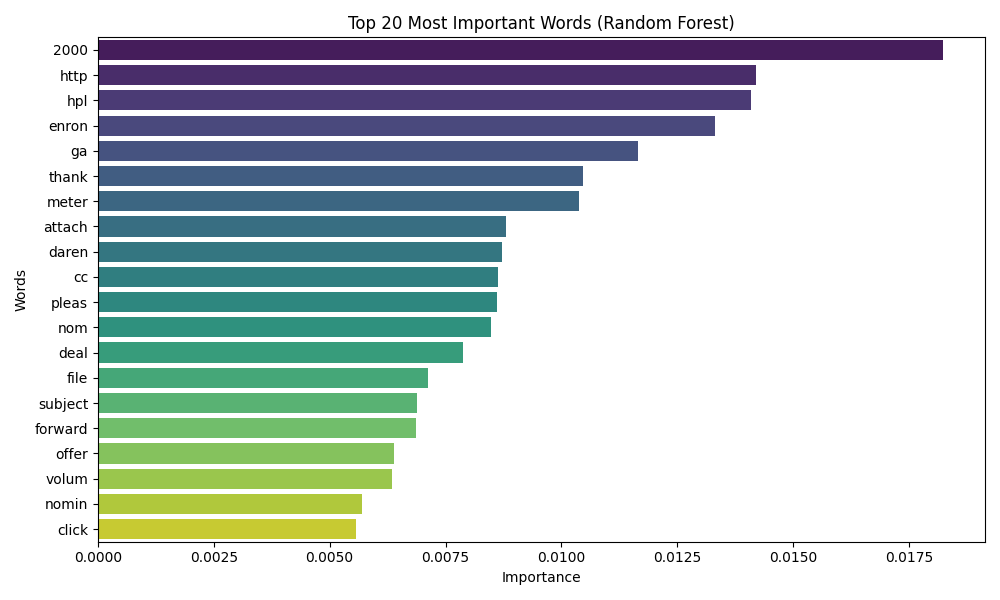 Top 20 Most Important Words (Random Forest)
Words
2000
http
hpl
enron
ga
thank
meter
attach
daren
cc
pleas
nom
deal
file
subject
forward
offer
volum
nomin
click
0.0000 0.0025 0.0050 0.0075 0.0100 0.0125 0.0150 0.0175
Importance